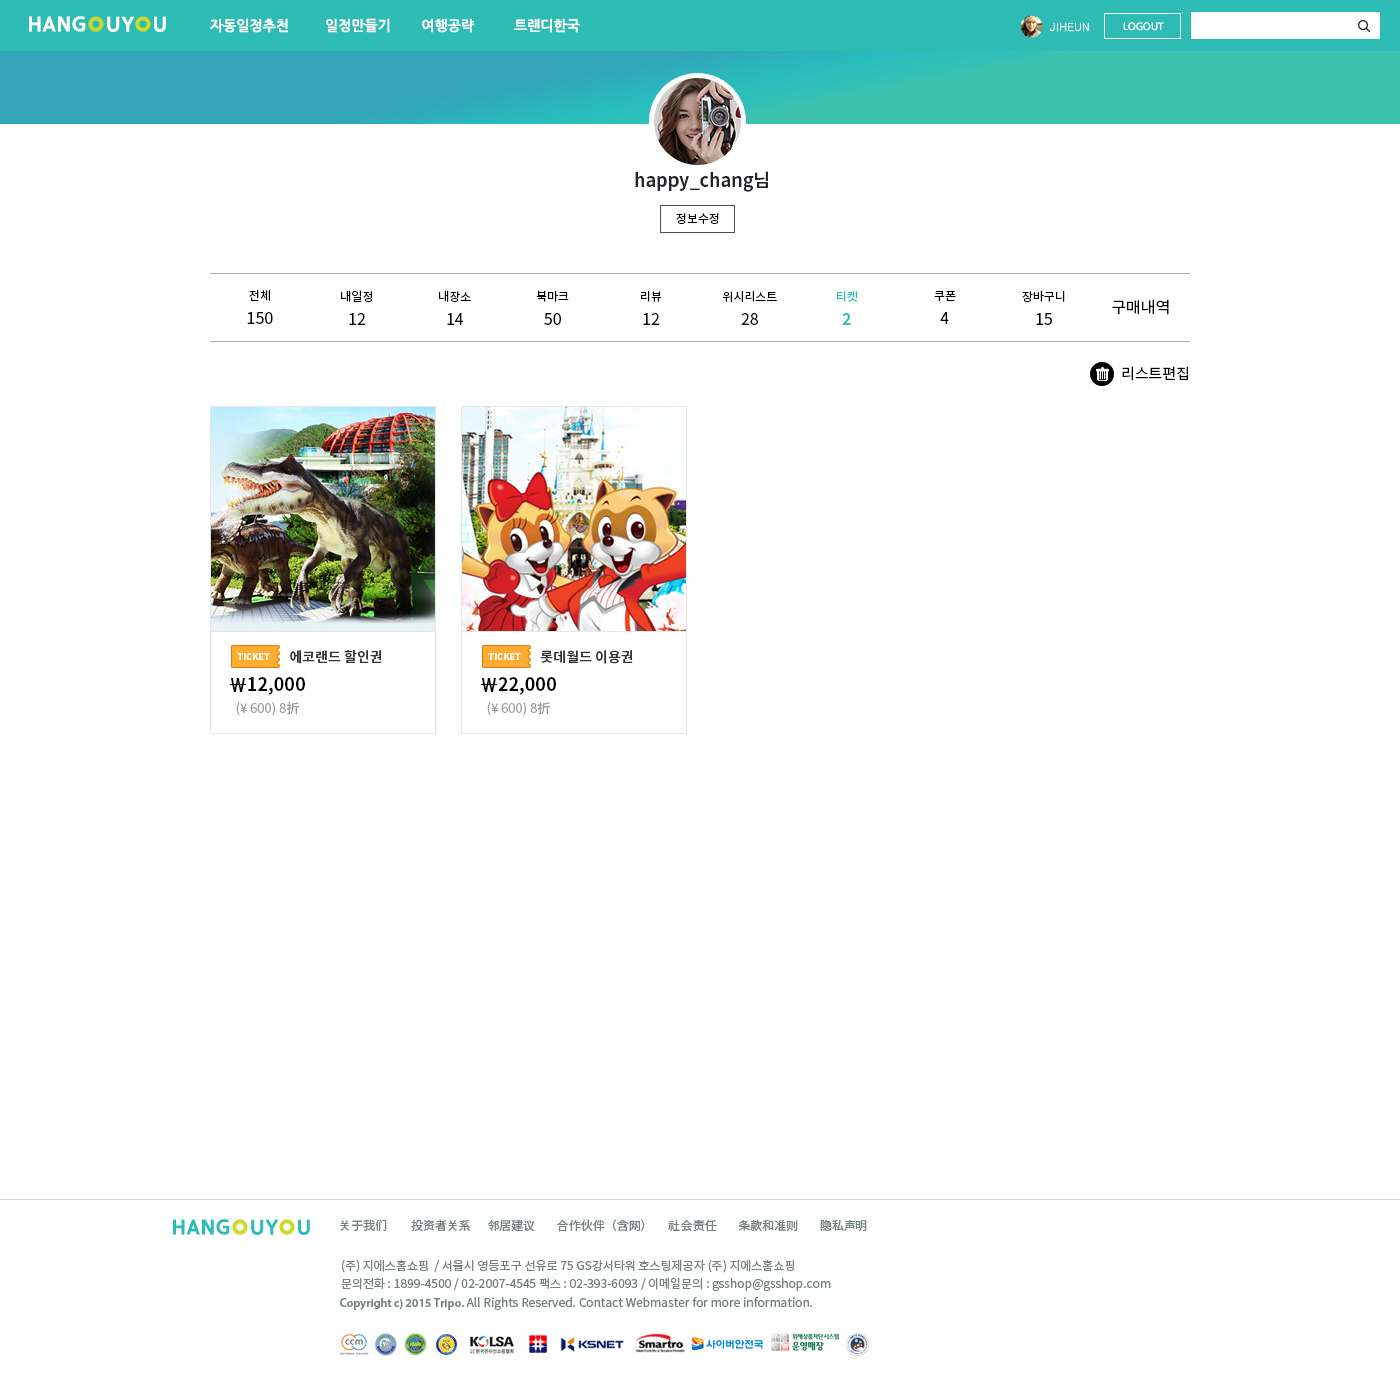 HANGOUYOU 자동일정추천 일정만들기 여행공략 트랜디한국 JIHEUN LOGOUT
happy_chang님
정보수정
전체 내일정 내장소 북마크 리뷰 위시리스트 티켓 쿠폰 장바구니 구매내역
150 12 14 50 12 28 2 4 15
리스트편집
TICKET 에코랜드 할인권
₩12,000
(¥ 600) 8折
TICKET 롯데월드 이용권
₩22,000
(¥ 600) 8折
HANGOUYOU 关于我们 投资者关系 邻居建议 合作伙伴（含网） 社会责任 条款和准则 隐私声明
(주) 지에스홈쇼핑 / 서울시 영등포구 선유로 75 GS강서타워 호스팅제공자 (주) 지에스홈쇼핑
문의전화 : 1899-4500 / 02-2007-4545 팩스 : 02-393-6093 / 이메일문의 : gsshop@gsshop.com
Copyright c) 2015 Tripo. All Rights Reserved. Contact Webmaster for more information.
ccm KOLSA KSNET Smartro 사이버안전국 위해상품차단시스템
운영매장